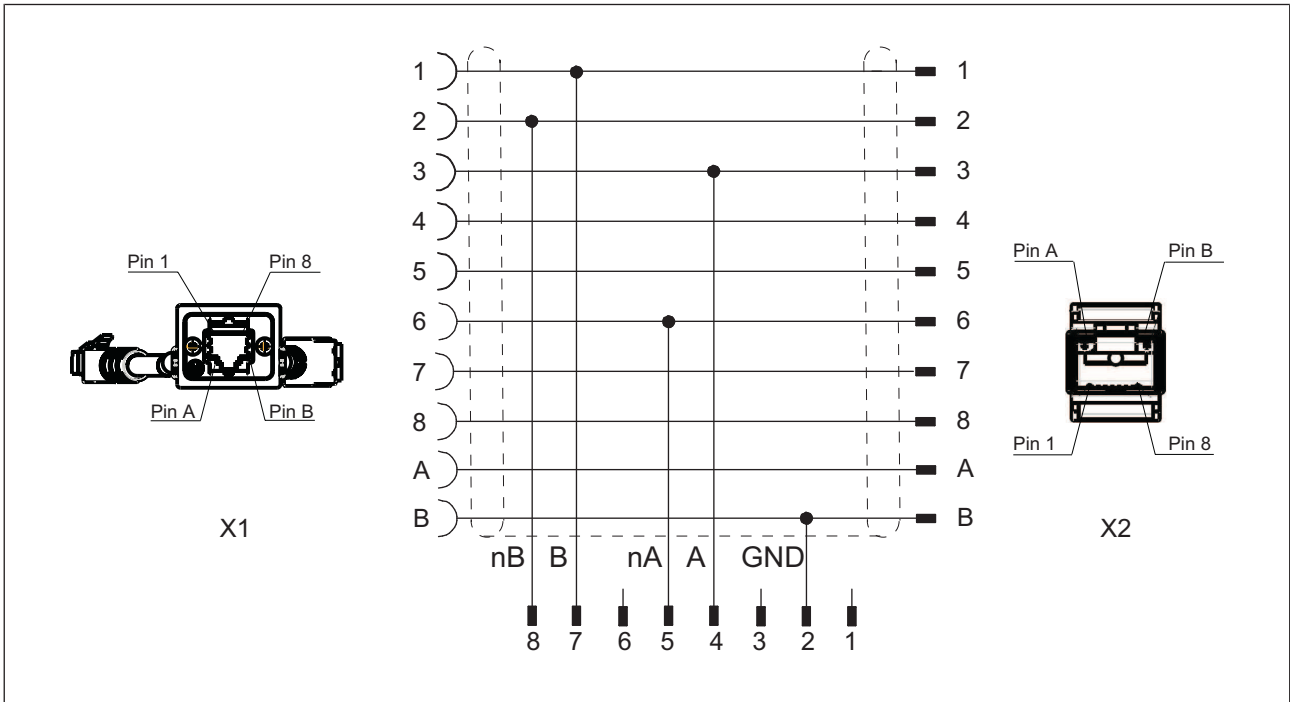 1 1
2 2
3 3
4 4
5 5
Pin 1 Pin 8
Pin A Pin B
6 6
7 7
Pin A Pin B
8 8
Pin 1 Pin 8
A A
B B
X1 X2
nB B nA A GND
8 7 6 5 4 3 2 1